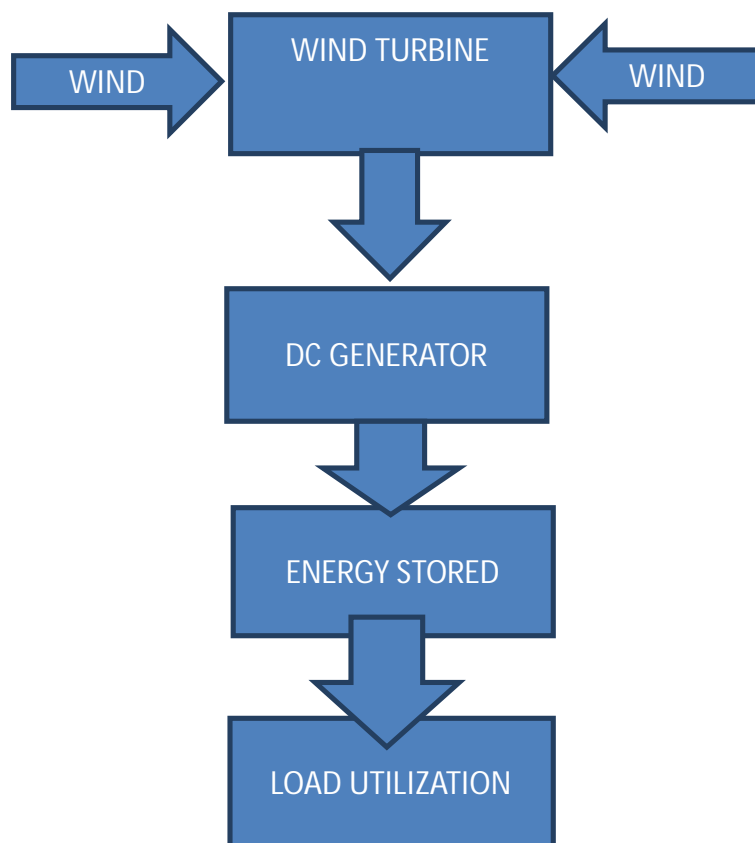 WIND TURBINE
WIND
WIND
DC GENERATOR
ENERGY STORED
LOAD UTILIZATION